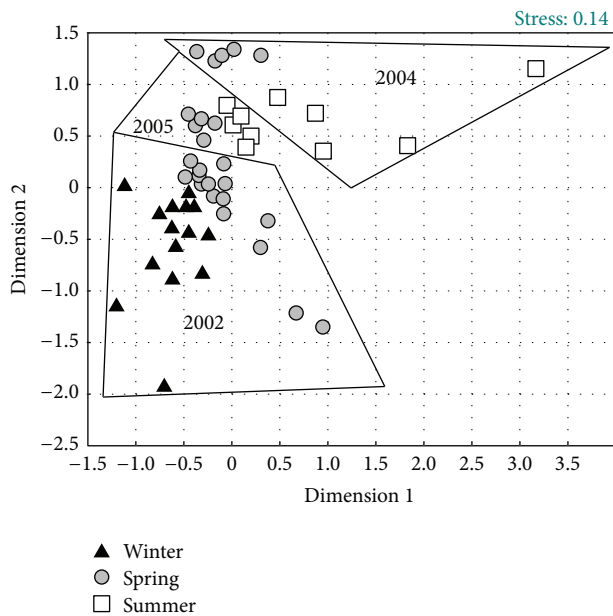 Stress: 0.14
1.5
1.0
0.5
0
−0.5
−1.0
−1.5
−2.0
−2.5
Dimension 2
2004
2005
2002
−1.5 −1.0 −0.5 0 0.5 1.0 1.5 2.0 2.5 3.0 3.5
Dimension 1
Winter
Spring
Summer